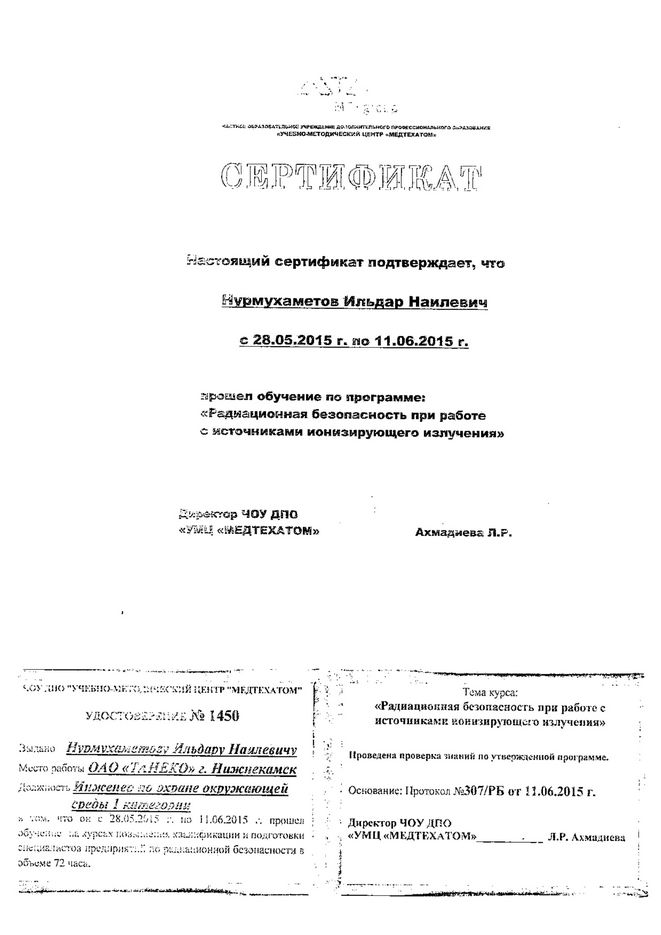 ЧАСТНОЕ ОБРАЗОВАТЕЛЬНОЕ УЧРЕЖДЕНИЕ ДОПОЛНИТЕЛЬНОГО ПРОФЕССИОНАЛЬНОГО ОБРАЗОВАНИЯ
«УЧЕБНО-МЕТОДИЧЕСКИЙ ЦЕНТР «МЕДТЕХАТОМ»
СЕРТИФИКАТ
Настоящий сертификат подтверждает, что
Нурмухаметов Ильдар Наилевич
с 28.05.2015 г. по 11.06.2015 г.
прошел обучение по программе:
«Радиационная безопасность при работе
с источниками ионизирующего излучения»
Директор ЧОУ ДПО
«УМЦ «МЕДТЕХАТОМ»
Ахмадиева Л.Р.
ЧОУ ДПО "УЧЕБНО-МЕТОДИЧЕСКИЙ ЦЕНТР "МЕДТЕХАТОМ"
УДОСТОВЕРЕНИЕ № 1450
Выдано Нурмухаметову Ильдару Наилевичу
Место работы ОАО «ТАНЕКО» г. Нижнекамск
Должность Инженер по охране окружающей
среды 1 категории
в том, что он с 28.05.2015 г. по 11.06.2015 г. прошел
обучение на курсах повышения квалификации и подготовки
специалистов предприятий по радиационной безопасности в
объеме 72 часа.
Тема курса:
«Радиационная безопасность при работе с
источниками ионизирующего излучения»
Проведена проверка знаний по утвержденной программе.
Основание: Протокол №307/РБ от 11.06.2015 г.
Директор ЧОУ ДПО
«УМЦ «МЕДТЕХАТОМ» Л.Р. Ахмадиева